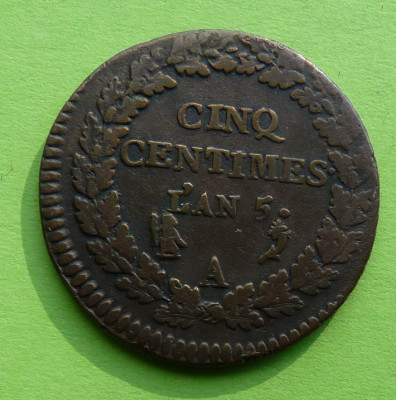 CINQ
CENTIMES.
L'AN 5.
A